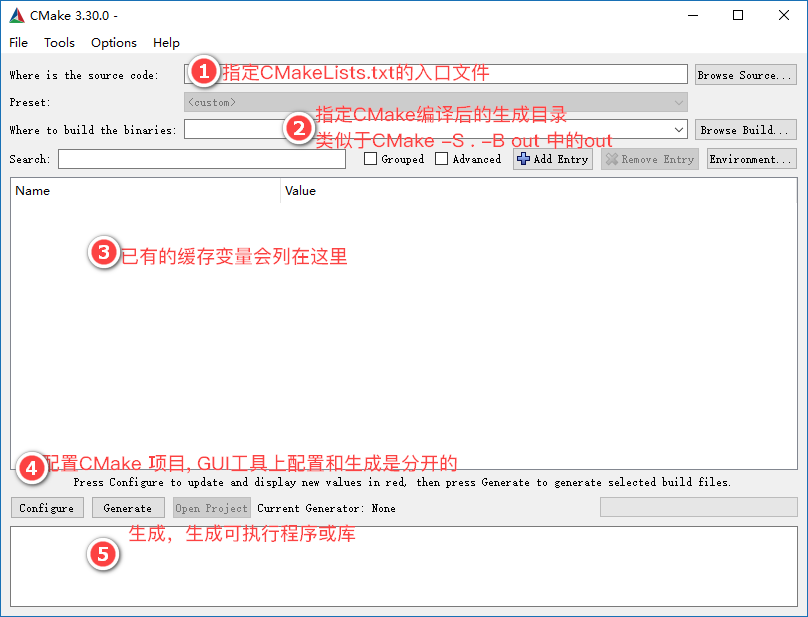 CMake 3.30.0 -
File Tools Options Help
Where is the source code: 1 指定CMakeLists.txt的入口文件 Browse Source...
Preset: <custom>
指定CMake编译后的生成目录
Where to build the binaries: 2 Browse Build...
类似于CMake -S . -B out 中的out
Search: Grouped Advanced Add Entry Remove Entry Environment...
Name Value
3 已有的缓存变量会列在这里
4 配置CMake 项目, GUI工具上配置和生成是分开的
Press Configure to update and display new values in red, then press Generate to generate selected build files.
Configure Generate Open Project Current Generator: None
生成，生成可执行程序或库
5